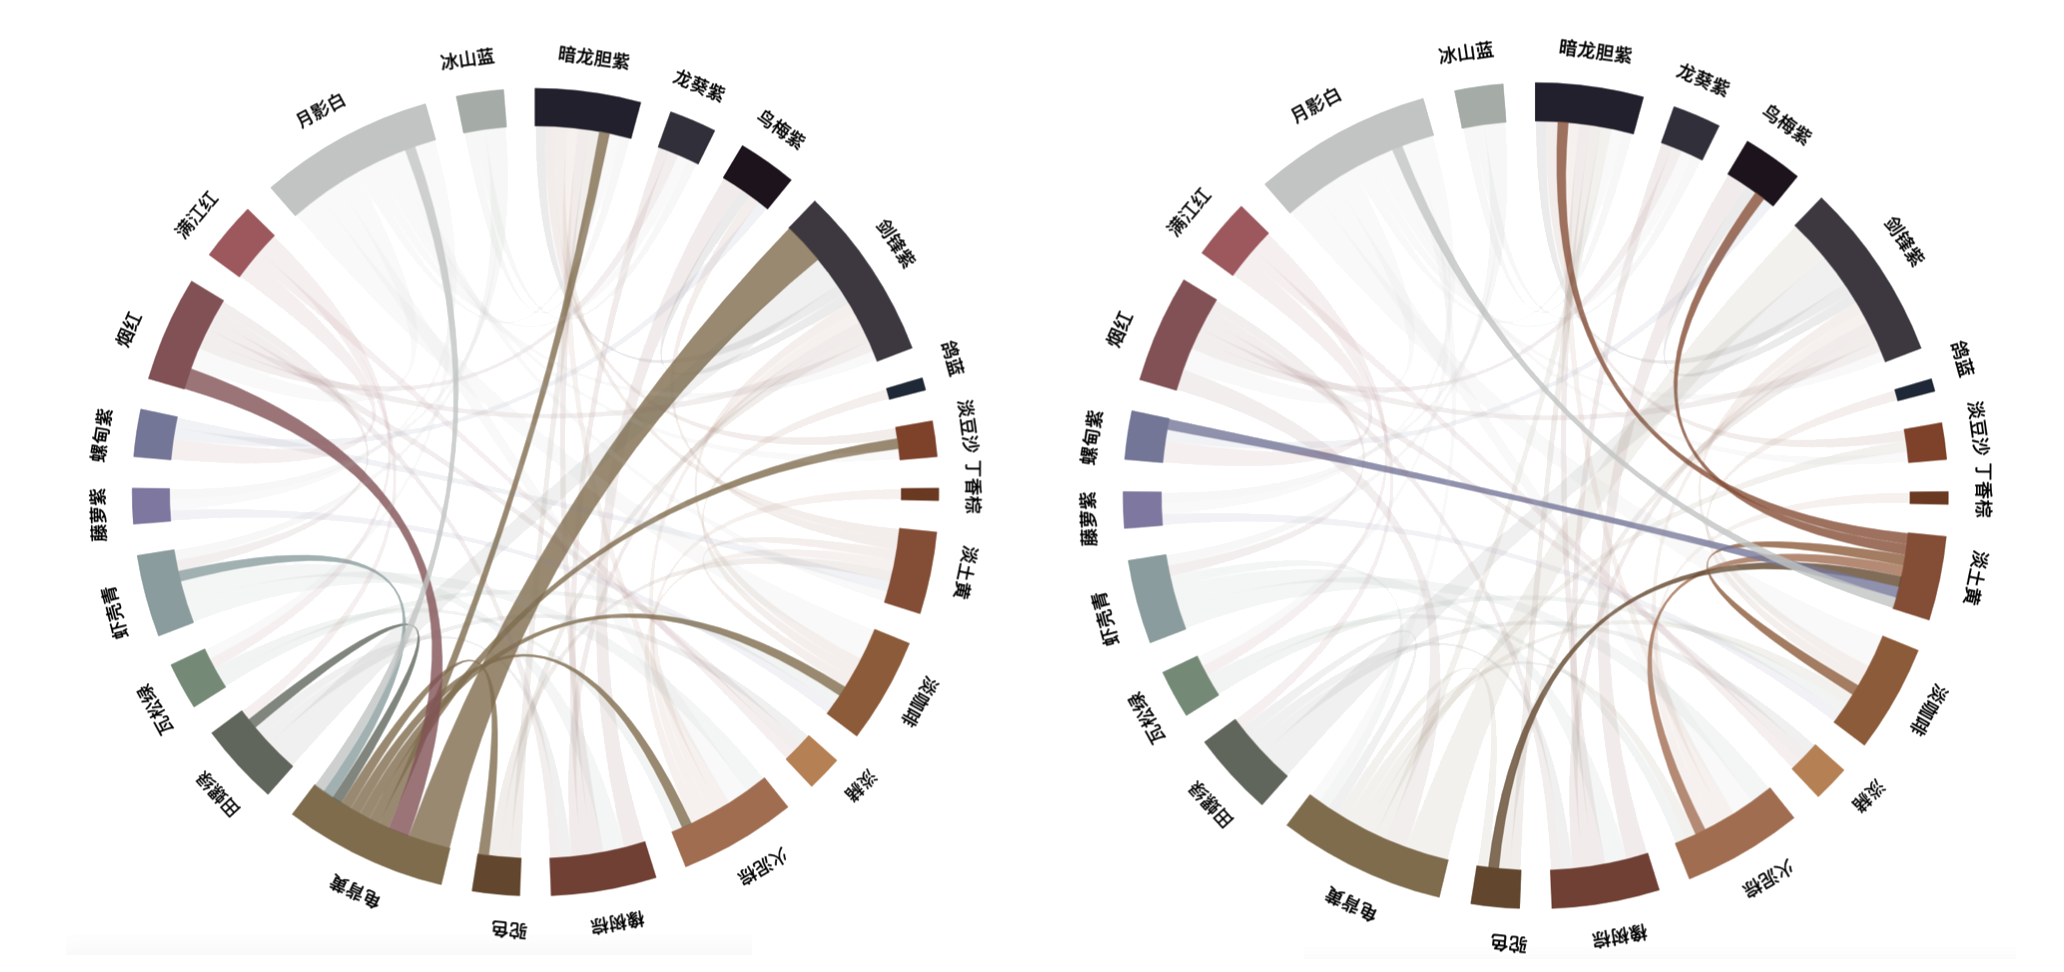 冰山蓝
暗龙胆紫
龙葵紫
鸟梅紫
剑锋紫
鸽蓝
淡豆沙
丁香棕
淡土黄
淡咖啡
淡赭
火泥棕
橡树棕
驼色
龟背黄
田螺绿
瓦松绿
虾壳青
藤萝紫
螺甸紫
烟红
满江红
月影白
冰山蓝
暗龙胆紫
龙葵紫
鸟梅紫
剑锋紫
鸽蓝
淡豆沙
丁香棕
淡土黄
淡咖啡
淡赭
火泥棕
橡树棕
驼色
龟背黄
田螺绿
瓦松绿
虾壳青
藤萝紫
螺甸紫
烟红
满江红
月影白